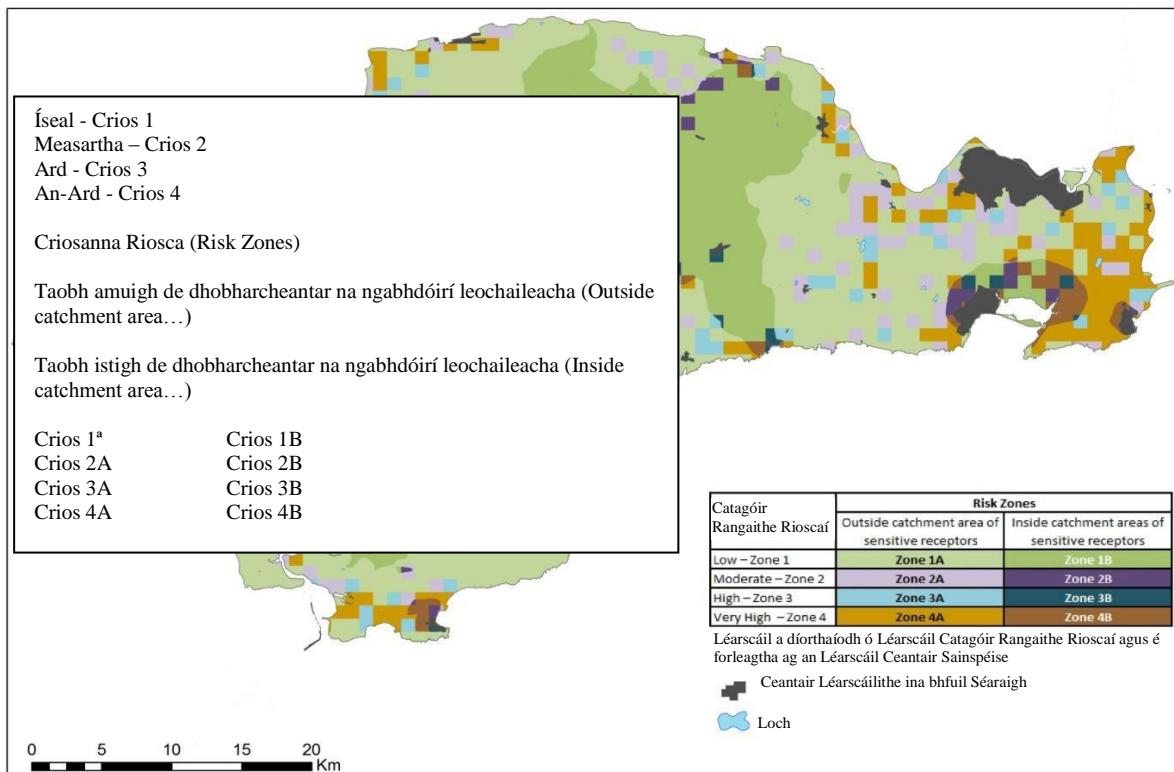 Íseal - Crios 1
Measartha – Crios 2
Ard - Crios 3
An-Ard - Crios 4
Criosanna Riosca (Risk Zones)
Taobh amuigh de dhobharcheantar na ngabhdóirí leochaileacha (Outside
catchment area…)
Taobh istigh de dhobharcheantar na ngabhdóirí leochaileacha (Inside
catchment area…)
Crios 1ª Crios 1B
Crios 2A Crios 2B
Crios 3A Crios 3B
Crios 4A Crios 4B
Catagóir
Rangaithe Rioscaí
Risk Zones
Outside catchment area of
sensitive receptors
Inside catchment areas of
sensitive receptors
Low – Zone 1 Zone 1A Zone 1B
Moderate – Zone 2 Zone 2A Zone 2B
High – Zone 3 Zone 3A Zone 3B
Very High – Zone 4 Zone 4A Zone 4B
Léarscáil a díorthaíodh ó Léarscáil Catagóir Rangaithe Rioscaí agus é
forleagtha ag an Léarscáil Ceantair Sainspéise
Ceantair Léarscáilithe ina bhfuil Séaraigh
Loch
0 5 10 15 20
Km